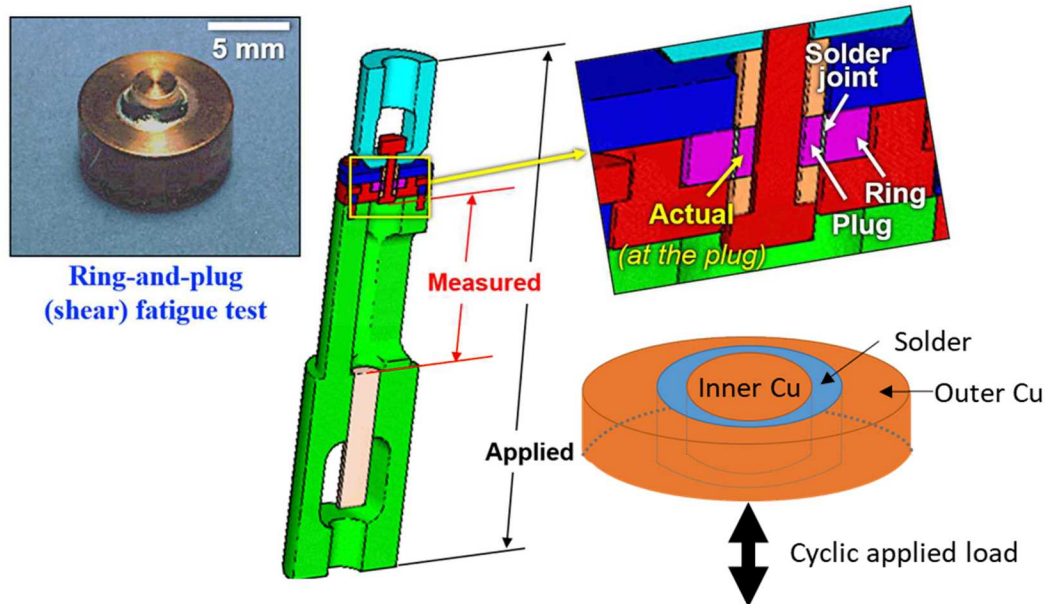 5 mm
Ring-and-plug
(shear) fatigue test
Measured
Applied
Solder
joint
Actual
(at the plug)
Plug
Ring
Solder
Inner Cu
Outer Cu
Cyclic applied load